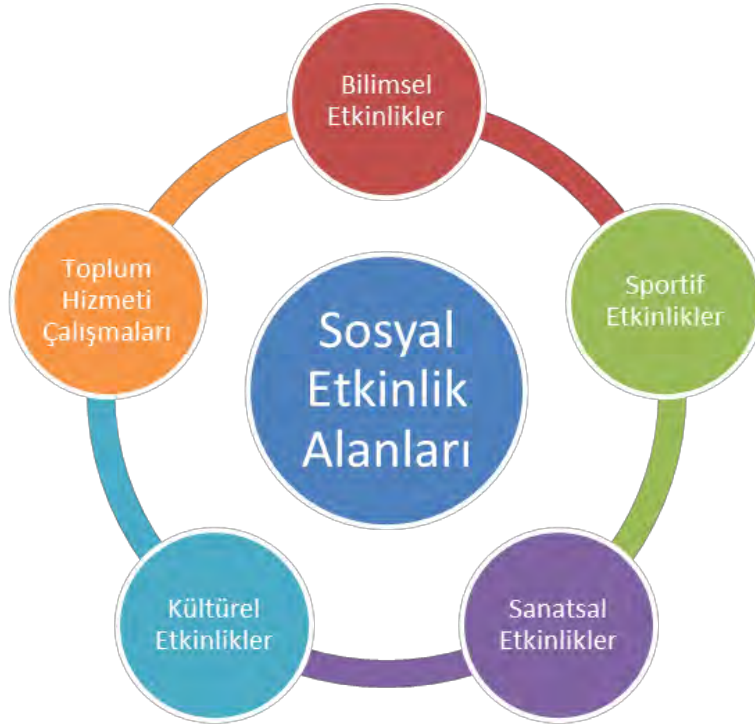 Bilimsel
Etkinlikler
Sportif
Etkinlikler
Sanatsal
Etkinlikler
Kültürel
Etkinlikler
Toplum
Hizmeti
Çalışmaları
Sosyal
Etkinlik
Alanları